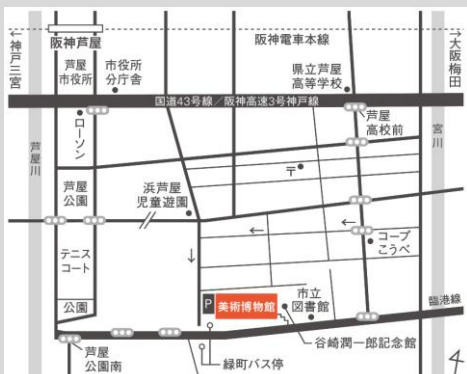 ←神戸三宮
阪神芦屋
阪神電車本線
→大阪梅田
芦屋
市役所
市役所
分庁舎
県立芦屋
高等学校
国道43号線/阪神高速3号神戸線
ローソン
芦屋
高校前
芦屋川
宮川
〒
芦屋
公園
浜芦屋
児童遊園
←
←
↓
コープ
こうべ
テニス
コート
公園
P
美術博物館
市立
図書館
臨港線
谷崎潤一郎記念館
芦屋
公園南
緑町バス停
4